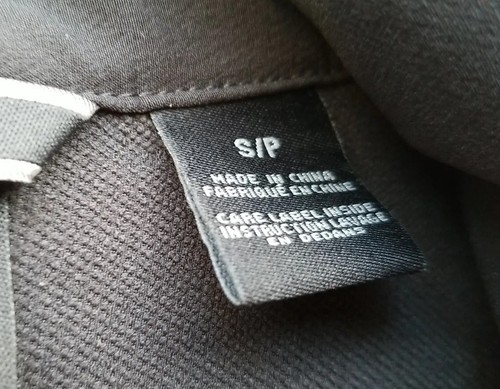 S/P
MADE IN CHINA
FABRIQUÉ EN CHINE
CARE LABEL INSIDE
INSTRUCTION LAVAGE
EN DEDANS